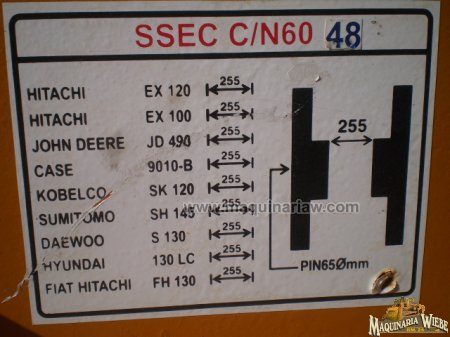 SSEC C/N60 48
HITACHI EX 120 255
HITACHI EX 100 255
JOHN DEERE JD 490 255
CASE 9010-B 255
KOBELCO SK 120 255
SUMITOMO SH 145 255
DAEWOO S 130 255
HYUNDAI 130 LC 255
FIAT HITACHI FH 130 255
255
PIN65Ømm
www.maquinariaw.com
MAQUINARIA WIEBE